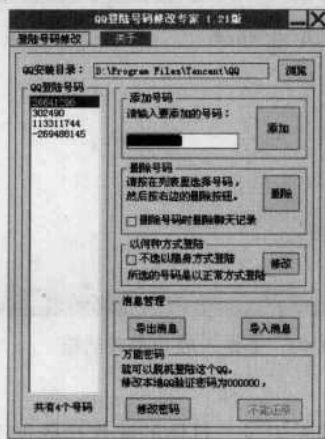 QQ登陆号码修改专家 1.21版
登陆号码修改
关于
QQ安装目录：
D:\Program Files\Tencent\QQ
浏览
QQ登陆号码
302490
113311744
-269486145
共有4个号码
添加号码
请输入要添加的号码：
添加
删除号码
请按在列表里选择号码，
然后按右边的删除按钮。
删除
删除号码时删除聊天记录
以何种方式登陆
不选以隐身方式登陆
修改
所选的号码是以正常方式登陆
消息管理
导出消息
导入消息
万能密码
就可以脱机登陆这个QQ。
修改本地QQ验证密码为000000，
修改密码
不能还原